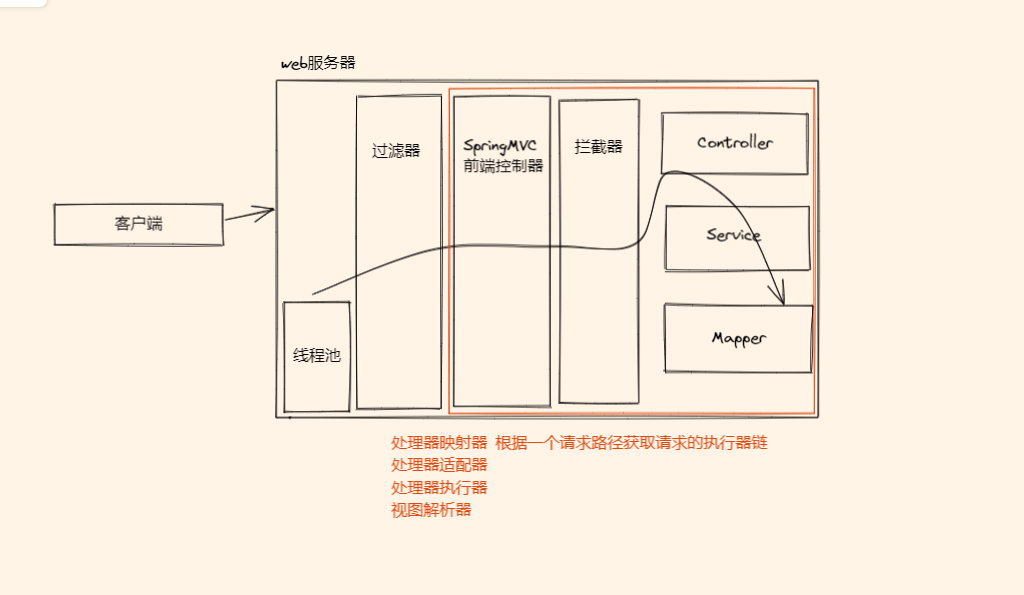 web服务器
客户端
线程池
过滤器
SpringMVC
前端控制器
拦截器
Controller
Service
Mapper
处理器映射器 根据一个请求路径获取请求的执行器链
处理器适配器
处理器执行器
视图解析器